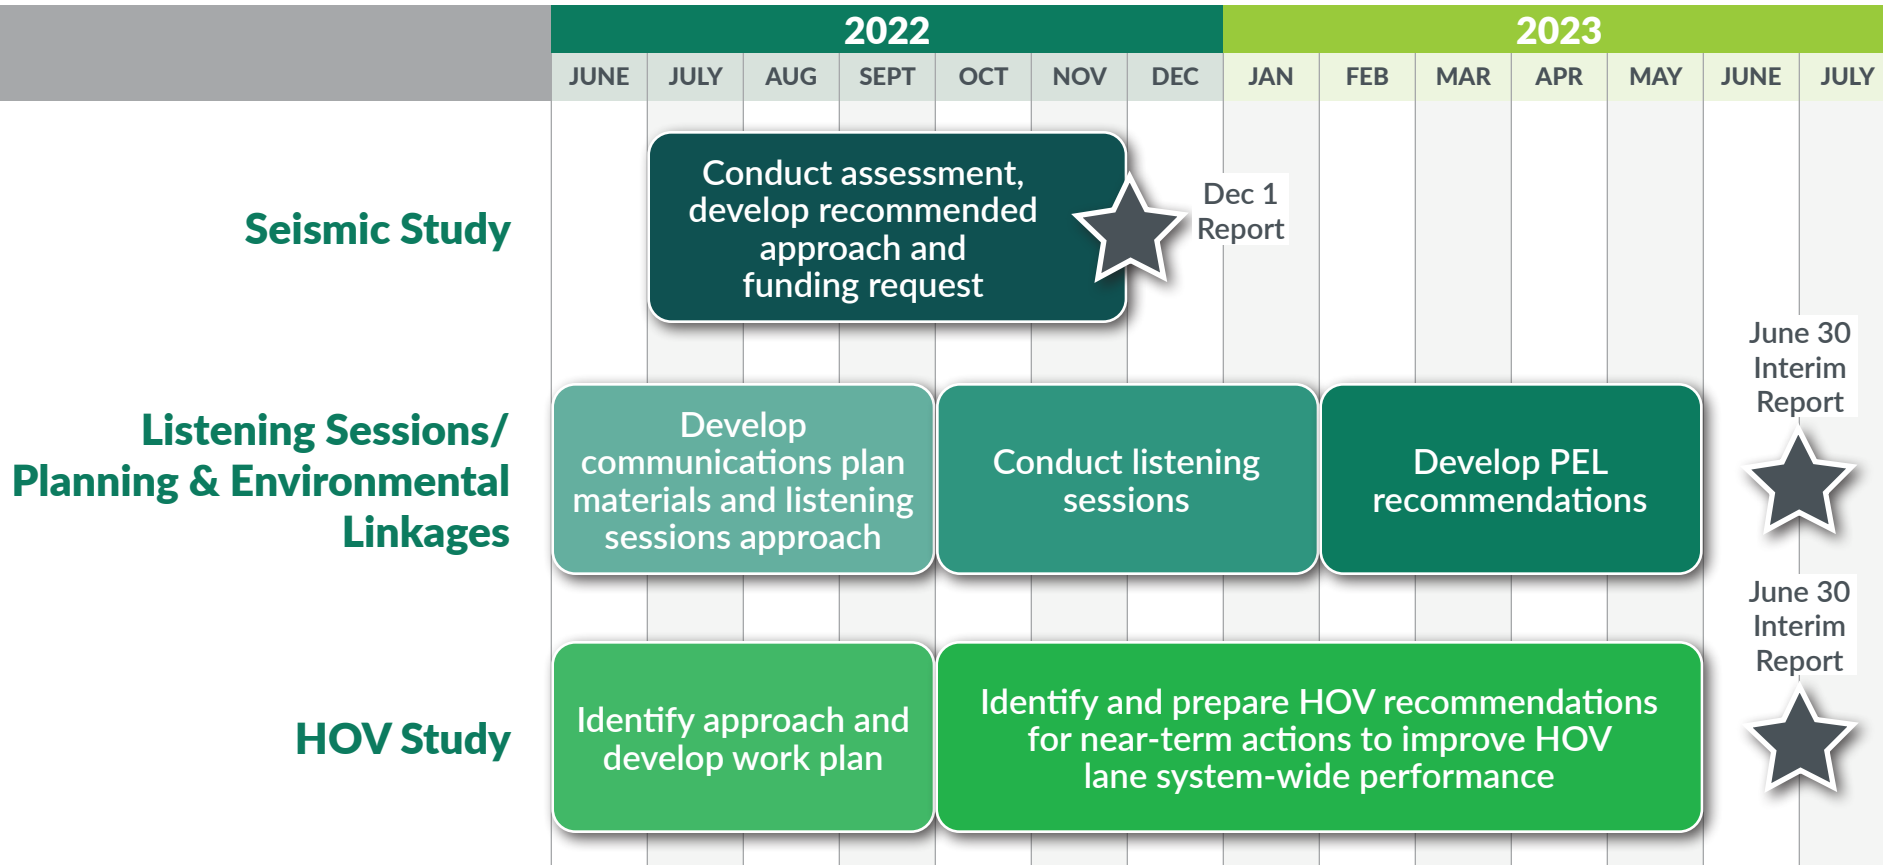 2022 2023
JUNE JULY AUG SEPT OCT NOV DEC JAN FEB MAR APR MAY JUNE JULY
Seismic Study
Conduct assessment,
develop recommended
approach and
funding request
Dec 1
Report
Listening Sessions/
Planning & Environmental
Linkages
Develop
communications plan
materials and listening
sessions approach
Conduct listening
sessions
Develop PEL
recommendations
June 30
Interim
Report
HOV Study
Identify approach and
develop work plan
Identify and prepare HOV recommendations
for near-term actions to improve HOV
lane system-wide performance
June 30
Interim
Report